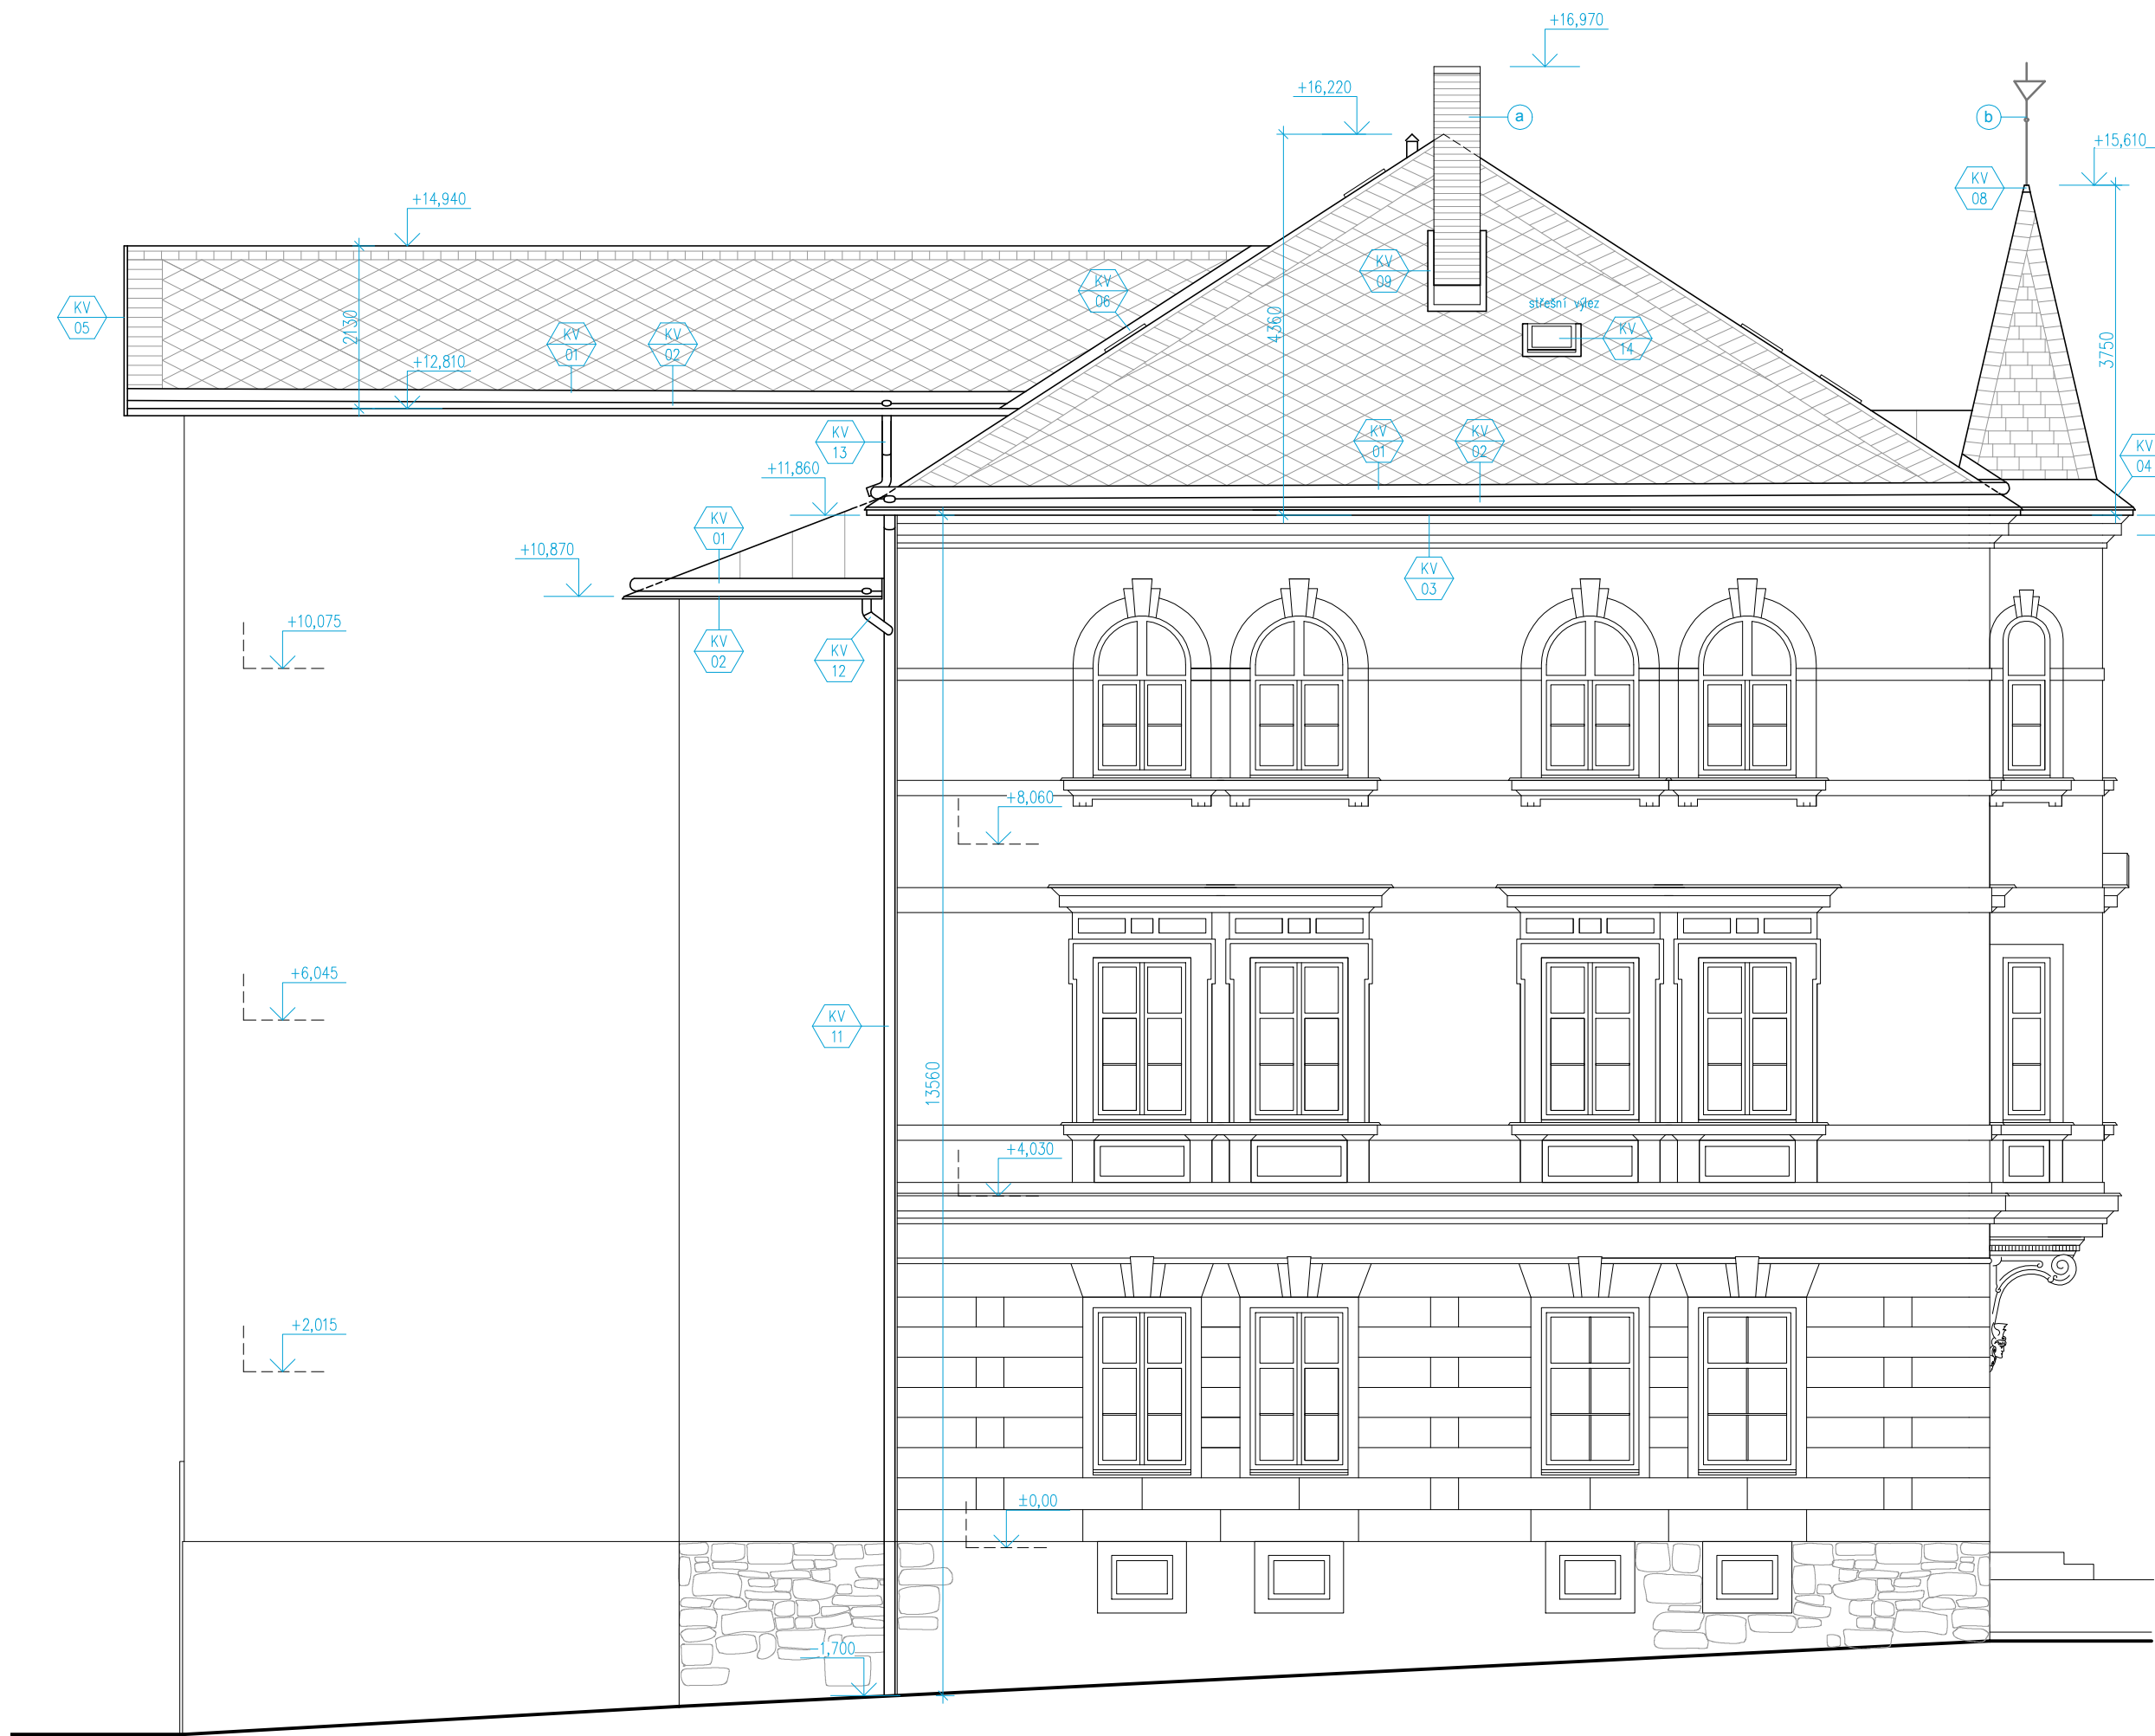 +16,970
+16,220
a
b
+15,610
KV
08
+14,940
KV
09
KV
06
KV
05
střešní výlez
2130
4360
KV
01
KV
02
KV
14
3750
+12,810
KV
13
KV
01
KV
02
KV
04
+11,860
KV
01
+10,870
KV
03
+10,075
KV
02
KV
12
+8,060
+6,045
KV
11
13560
+4,030
+2,015
±0,00
-1,700